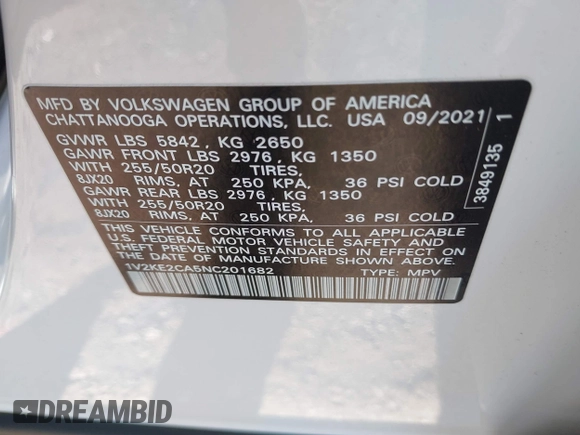 MFD BY VOLKSWAGEN GROUP OF AMERICA
CHATTANOOGA OPERATIONS, LLC. USA 09/2021
GVWR LBS 5842, KG 2650
GAWR FRONT LBS 2976, KG 1350
WITH 255/50R20 TIRES,
8JX20 RIMS, AT 250 KPA, 36 PSI COLD
GAWR REAR LBS 2976, KG 1350
WITH 255/50R20 TIRES,
8JX20 RIMS, AT 250 KPA, 36 PSI COLD
THIS VEHICLE CONFORMS TO ALL APPLICABLE
U.S. FEDERAL MOTOR VEHICLE SAFETY AND
THEFT PREVENTION STANDARDS IN EFFECT ON
THE DATE OF MANUFACTURE SHOWN ABOVE.
1V2KE2CA5NC201682 TYPE: MPV
3849135 1
DREAMBID